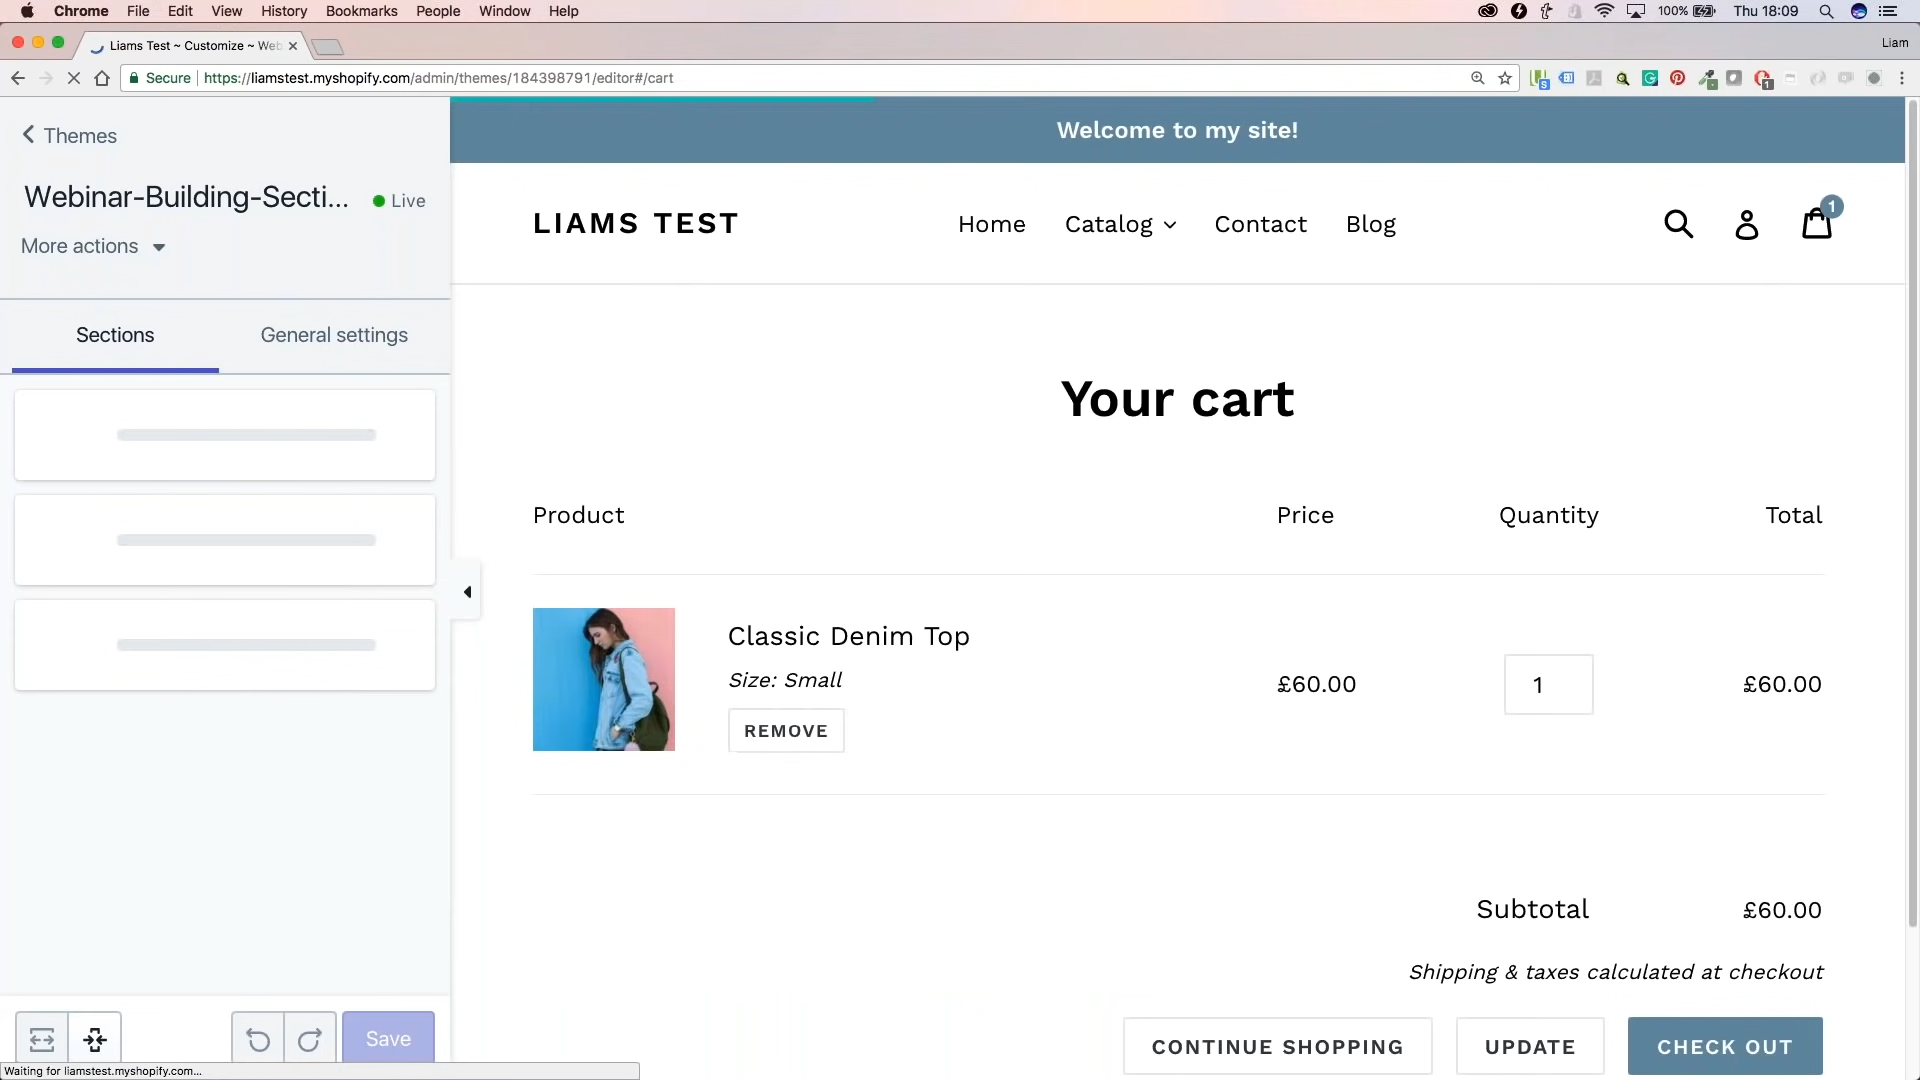 Chrome File Edit View History Bookmarks People Window Help 100% Thu 18:09
Liams Test ~ Customize ~ Web Liam
Secure https://liamstest.myshopify.com/admin/themes/184398791/editor#/cart
Themes
Webinar-Building-Secti... Live
More actions
Sections General settings
Save
Waiting for liamstest.myshopify.com...
Welcome to my site!
LIAMS TEST Home Catalog Contact Blog 1
Your cart
Product Price Quantity Total
Classic Denim Top
Size: Small
REMOVE
£60.00 1 £60.00
Subtotal £60.00
Shipping & taxes calculated at checkout
CONTINUE SHOPPING UPDATE CHECK OUT